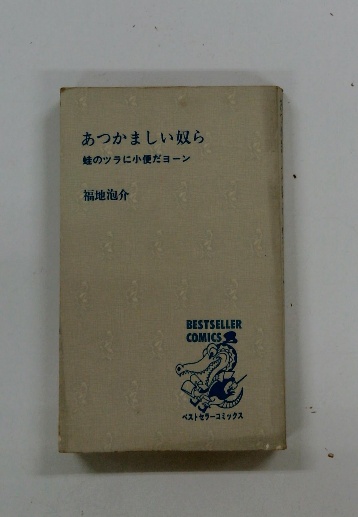 あつかましい奴ら
蛙のツラに小便だヨーン
福地泡介
BESTSELLER
COMICS
ベストセラーコミックス